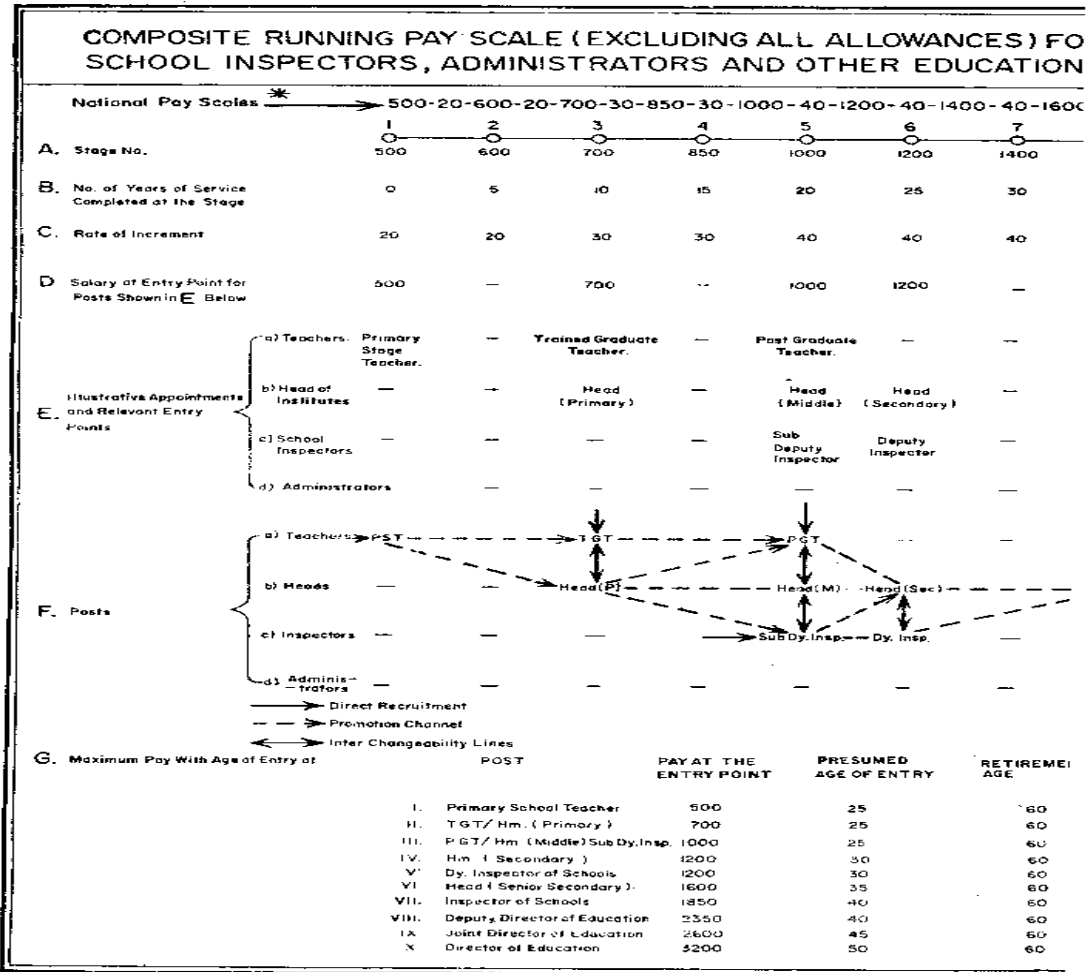 COMPOSITE RUNNING PAY SCALE (EXCLUDING ALL ALLOWANCES) FO
SCHOOL INSPECTORS, ADMINISTRATORS AND OTHER EDUCATION
National Pay Scales * 500-20-600-20-700-30-850-30-1000-40-1200-40-1400-40-1600
1 2 3 4 5 6 7
A. Stage No. 500 600 700 850 1000 1200 1400
B. No. of Years of Service 0 5 10 15 20 25 30
Completed at the Stage
C. Rate of Increment 20 20 30 30 40 40 40
D Salary at Entry Point for 500 — 700 -- 1000 1200 —
Posts Shown in E Below
E. Illustrative Appointments
and Relevant Entry
Points
a) Teachers. Primary — Trained Graduate — Post Graduate — —
Stage Teacher. Teacher.
Teacher.
b) Head of — — Head — Head Head —
Institutes (Primary) (Middle) (Secondary)
c) School — — — — Sub Deputy —
Inspectors Deputy Inspector
Inspector
d) Administrators — — — — — —
F. Posts
a) Teachers PST TGT PGT -- —
b) Heads — — Head(P) Head(M) Head(Sec)
c) Inspectors — — — Sub Dy. Insp. Dy. Insp. —
d) Adminis- — — — — — — —
-trators
Direct Recruitment
Promotion Channel
Inter Changeability Lines
G. Maximum Pay With Age of Entry at POST PAY AT THE PRESUMED RETIREME
ENTRY POINT AGE OF ENTRY AGE
I. Primary School Teacher 500 25 60
II. TGT/Hm. (Primary) 700 25 60
III. PGT/Hm (Middle) Sub Dy. Insp. 1000 25 60
IV. Hm (Secondary) 1200 30 60
V Dy. Inspector of Schools 1200 30 60
VI Head (Senior Secondary). 1600 35 60
VII. Inspector of Schools 1850 40 60
VIII. Deputy Director of Education 2350 40 60
IX Joint Director of Education 2600 45 60
X Director of Education 3200 50 60